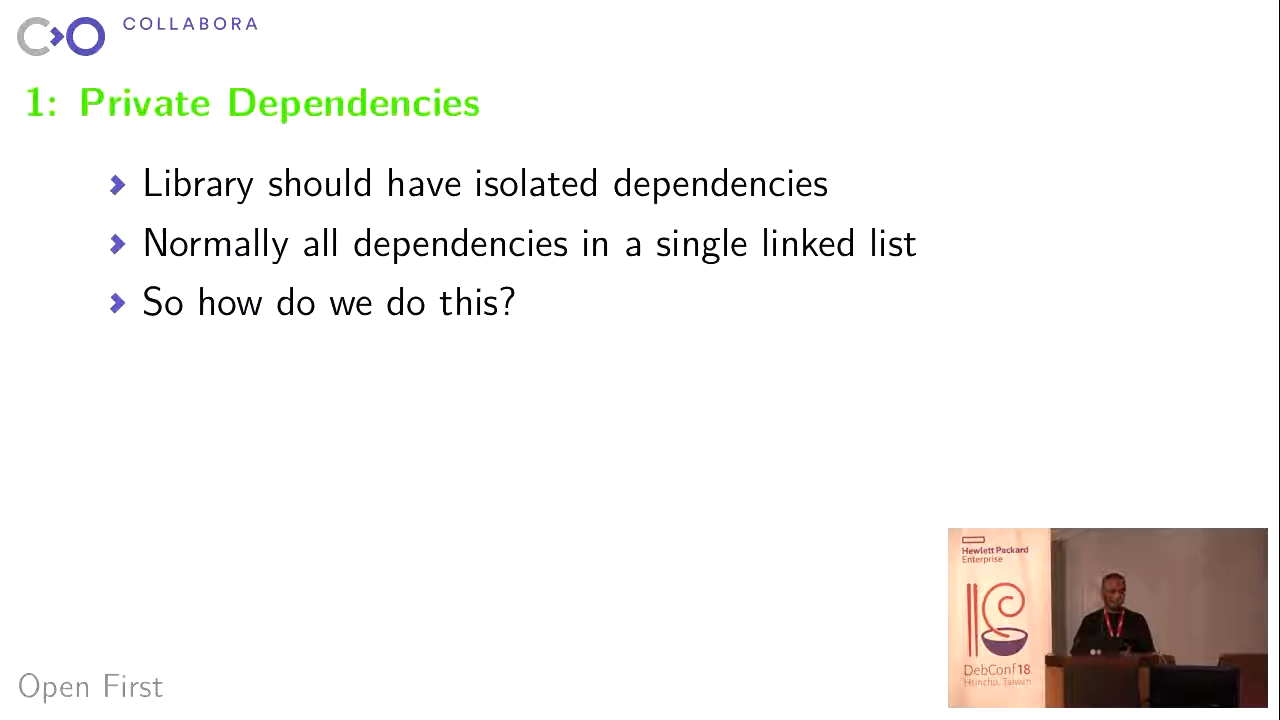 COLLABORA
1: Private Dependencies
Library should have isolated dependencies
Normally all dependencies in a single linked list
So how do we do this?
Hewlett Packard
Enterprise
DebConf18
Hsinchu, Taiwan
Open First